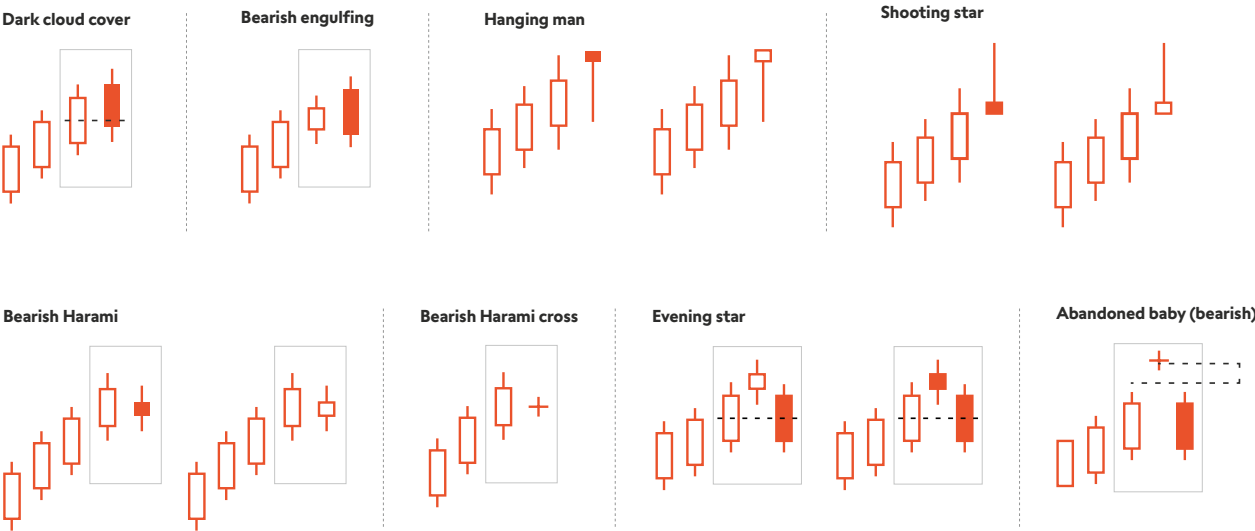 Dark cloud cover
Bearish engulfing
Hanging man
Shooting star
Bearish Harami
Bearish Harami cross
Evening star
Abandoned baby (bearish)